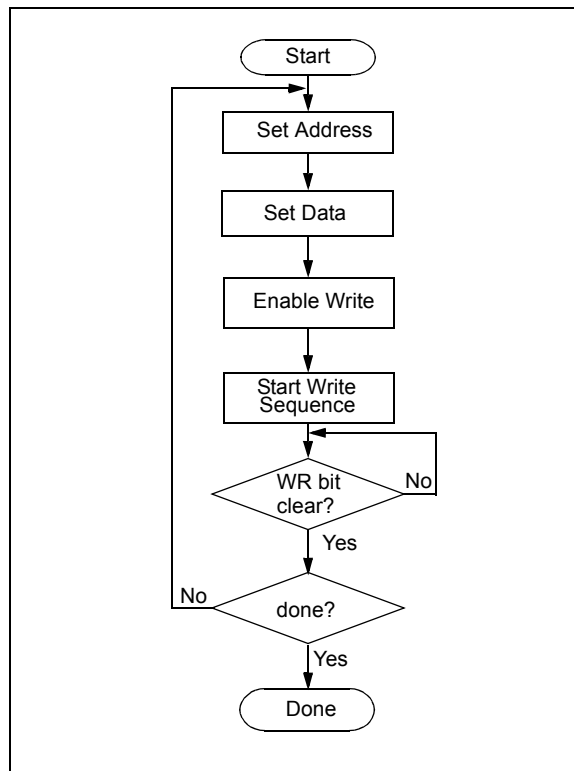 Start
Set Address
Set Data
Enable Write
Start Write
Sequence
WR bit
clear?
No
Yes
No
done?
Yes
Done